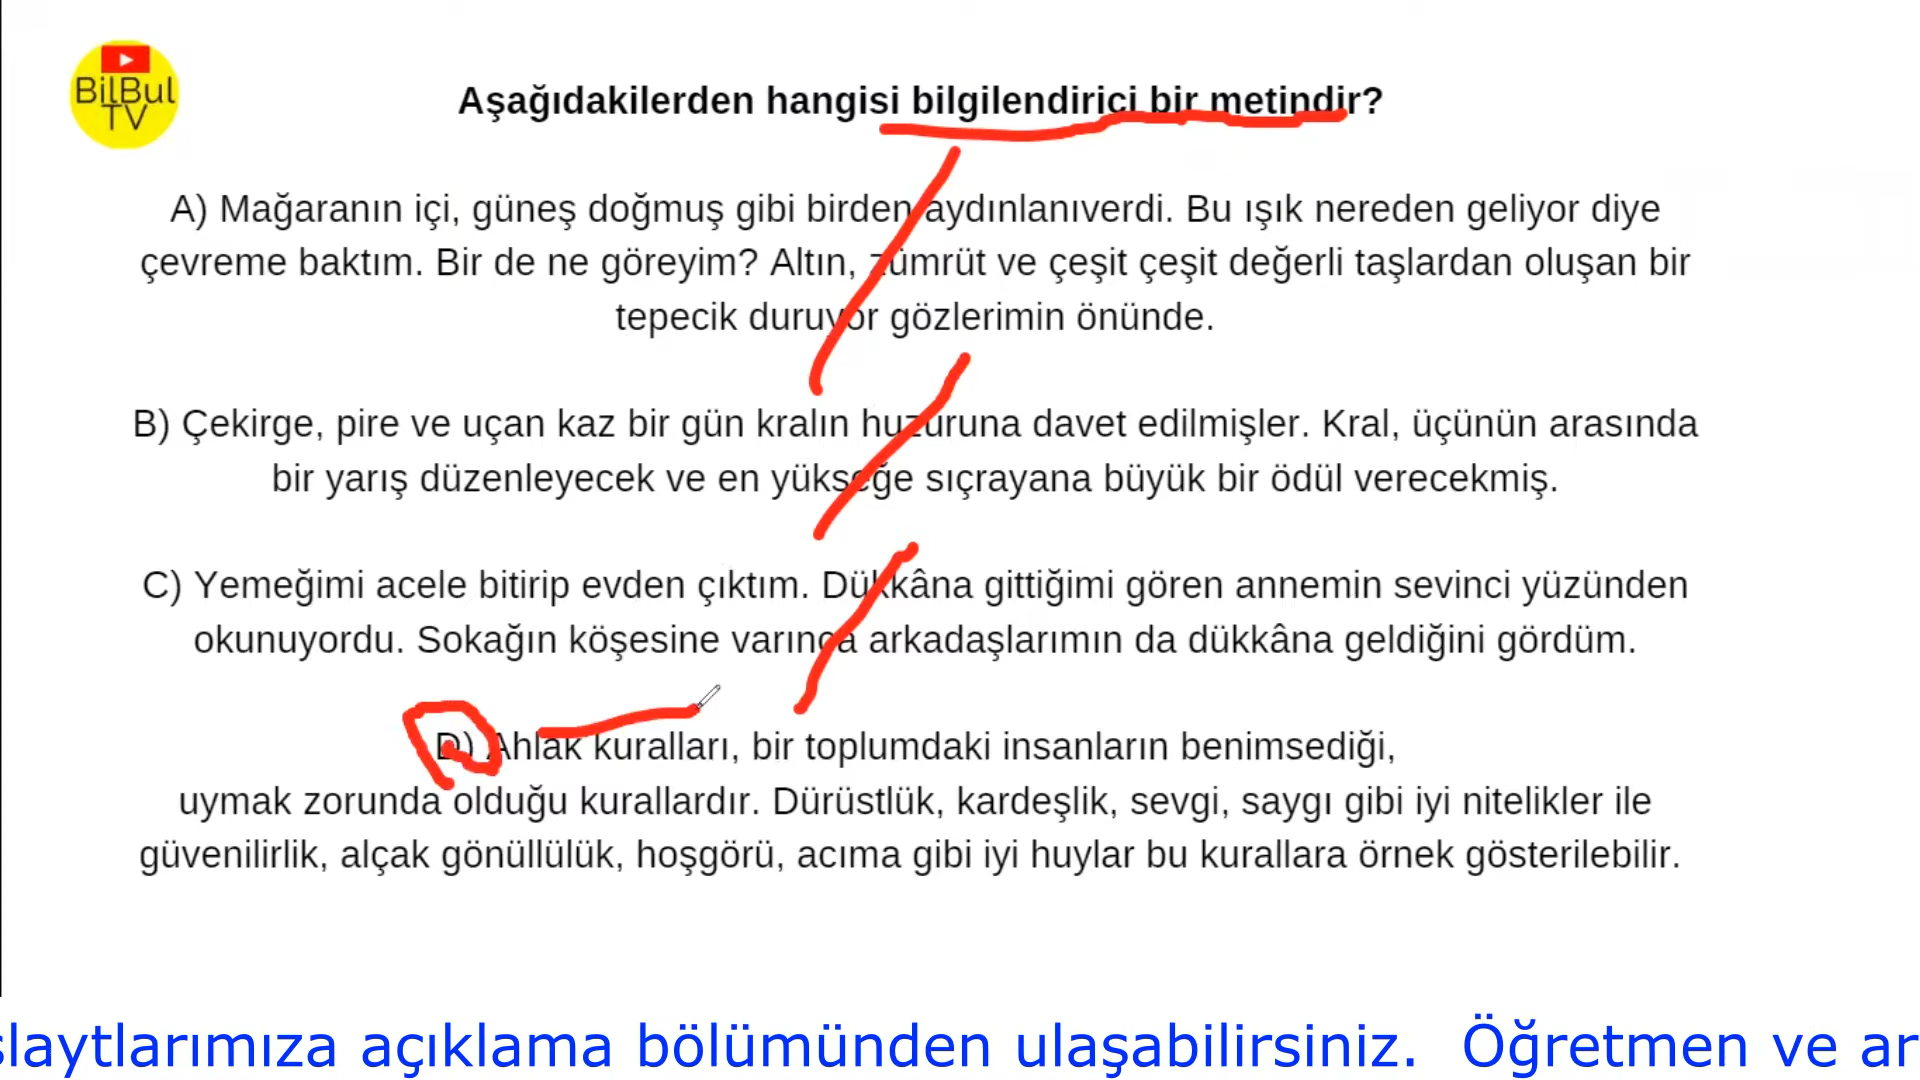 BilBul
TV
Aşağıdakilerden hangisi bilgilendirici bir metindir?
A) Mağaranın içi, güneş doğmuş gibi birden aydınlanıverdi. Bu ışık nereden geliyor diye
çevreme baktım. Bir de ne göreyim? Altın, zümrüt ve çeşit çeşit değerli taşlardan oluşan bir
tepecik duruyor gözlerimin önünde.
B) Çekirge, pire ve uçan kaz bir gün kralın huzuruna davet edilmişler. Kral, üçünün arasında
bir yarış düzenleyecek ve en yükseğe sıçrayana büyük bir ödül verecekmiş.
C) Yemeğimi acele bitirip evden çıktım. Dükkâna gittiğimi gören annemin sevinci yüzünden
okunuyordu. Sokağın köşesine varınca arkadaşlarımın da dükkâna geldiğini gördüm.
D) Ahlak kuralları, bir toplumdaki insanların benimsediği,
uymak zorunda olduğu kurallardır. Dürüstlük, kardeşlik, sevgi, saygı gibi iyi nitelikler ile
güvenilirlik, alçak gönüllülük, hoşgörü, acıma gibi iyi huylar bu kurallara örnek gösterilebilir.
slaytlarımıza açıklama bölümünden ulaşabilirsiniz. Öğretmen ve ar